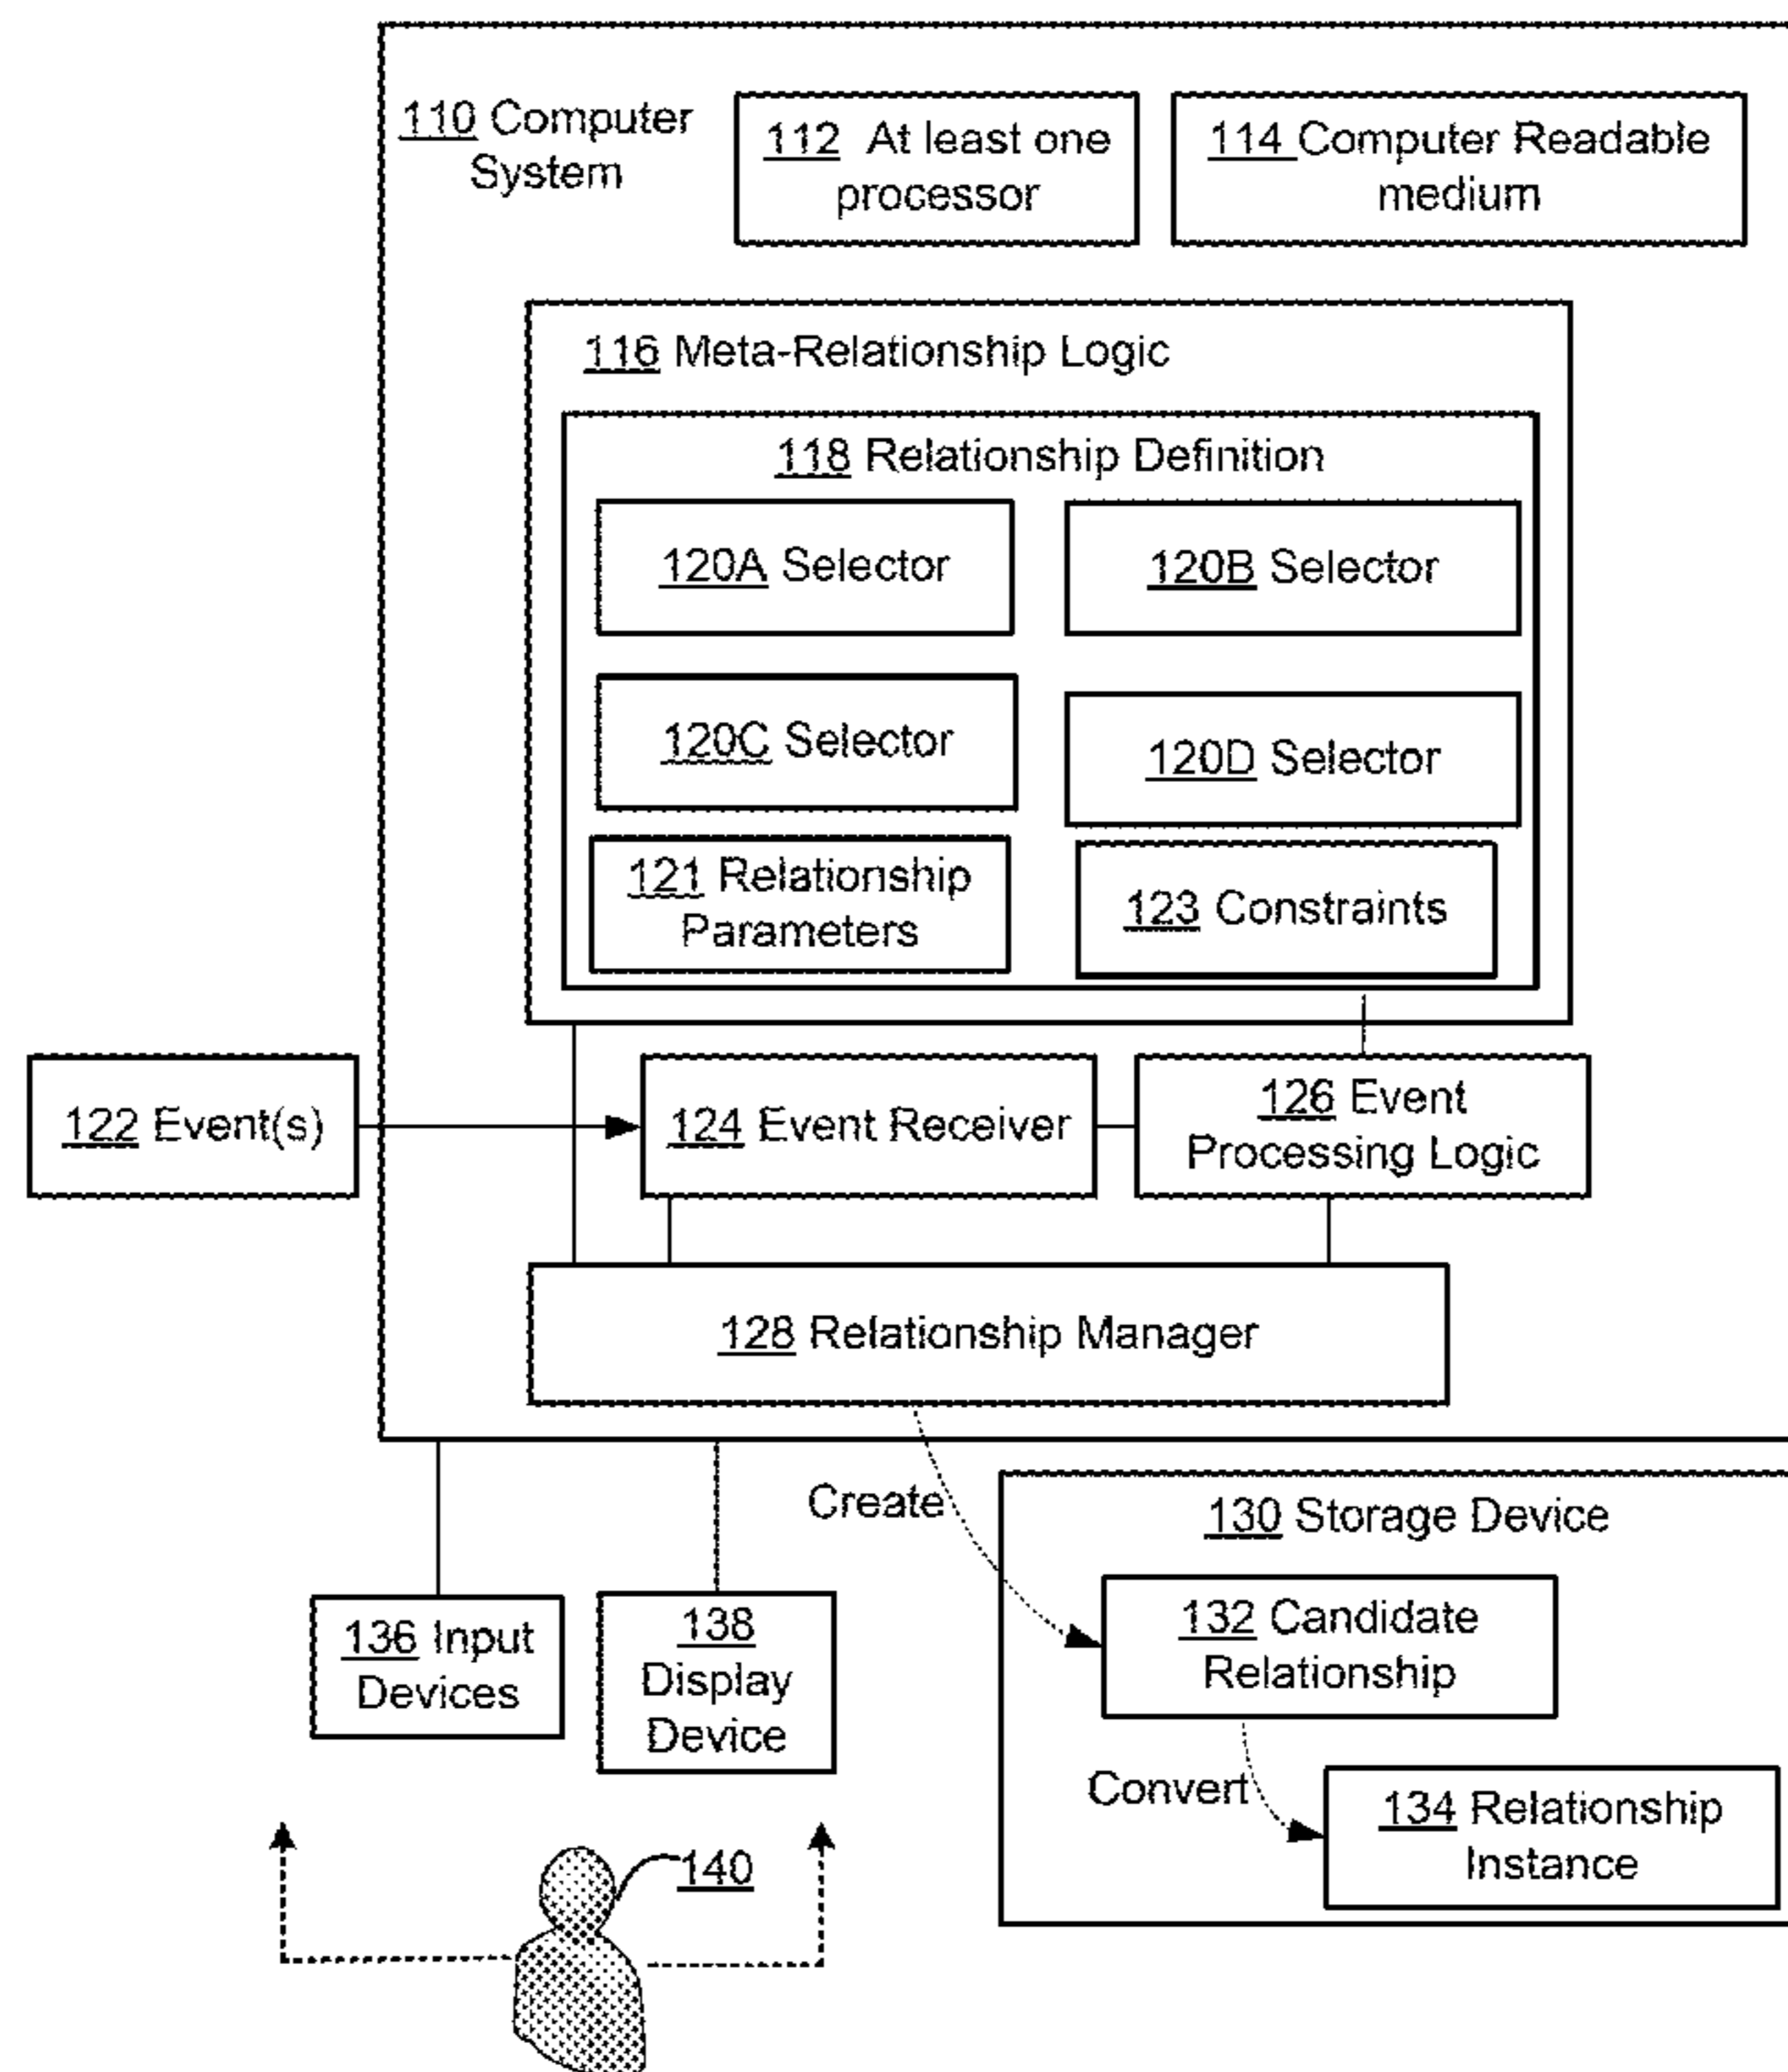 110 Computer
System
112 At least one
processor
114 Computer Readable
medium
116 Meta-Relationship Logic
118 Relationship Definition
120A Selector
120B Selector
120C Selector
120D Selector
121 Relationship
Parameters
123 Constraints
122 Event(s)
124 Event Receiver
126 Event
Processing Logic
128 Relationship Manager
Create
130 Storage Device
132 Candidate
Relationship
136 Input
Devices
138
Display
Device
Convert
134 Relationship
Instance
140